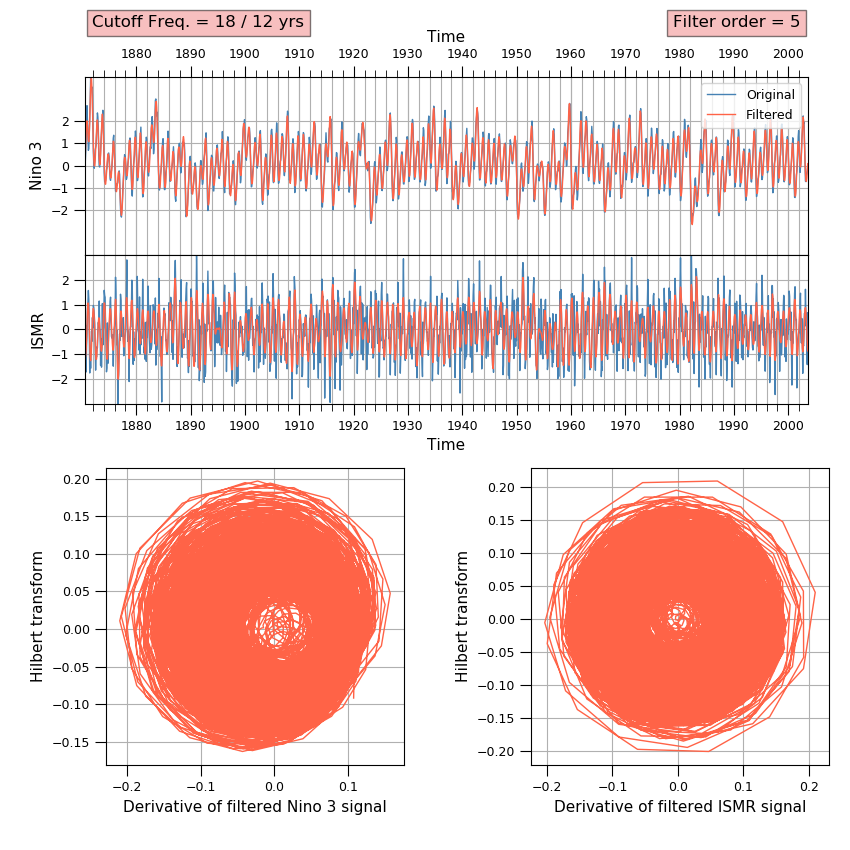 Cutoff Freq. = 18 / 12 yrs
Filter order = 5
Time
1880 1890 1900 1910 1920 1930 1940 1950 1960 1970 1980 1990 2000
Original
Filtered
Nino 3
2
1
0
−1
−2
ISMR
2
1
0
−1
−2
1880 1890 1900 1910 1920 1930 1940 1950 1960 1970 1980 1990 2000
Time
Hilbert transform
0.20
0.15
0.10
0.05
0.00
−0.05
−0.10
−0.15
−0.2 −0.1 0.0 0.1
Derivative of filtered Nino 3 signal
Hilbert transform
0.20
0.15
0.10
0.05
0.00
−0.05
−0.10
−0.15
−0.20
−0.2 −0.1 0.0 0.1 0.2
Derivative of filtered ISMR signal